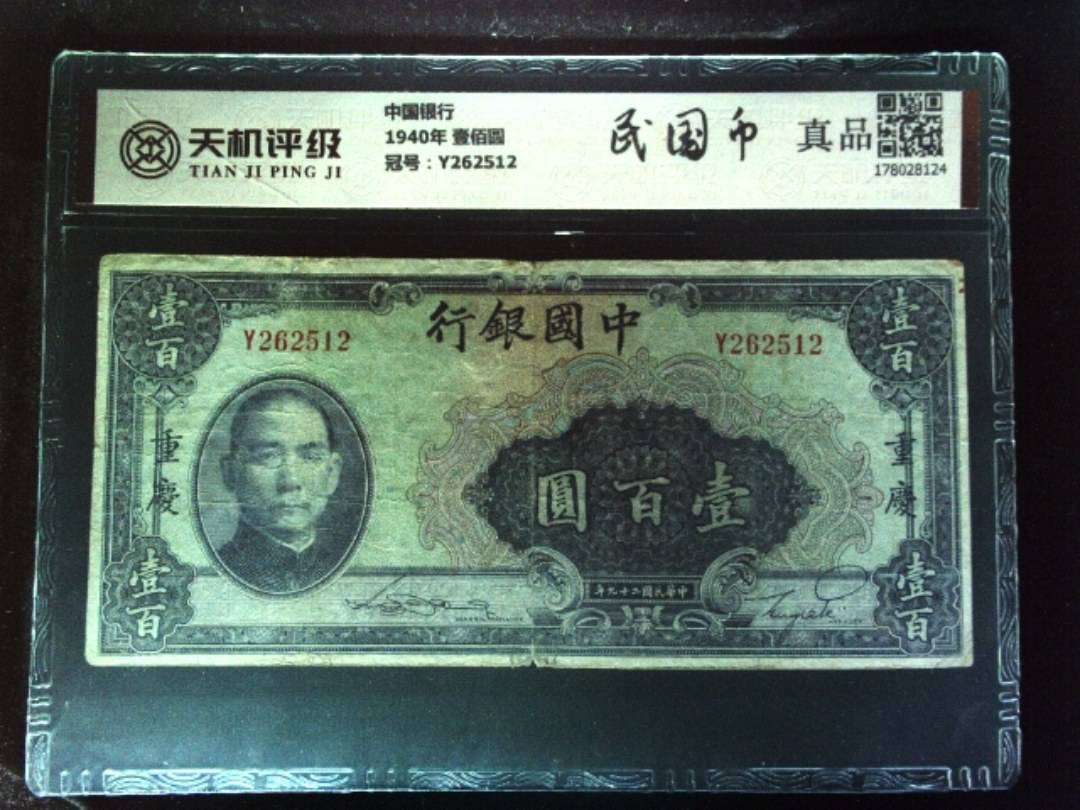 天机评级
TIAN JI PING JI
中国银行
1940年 壹佰圆
冠号：Y262512
民国币
真品
178028124
壹百
壹百
Y262512
行銀國中
Y262512
重慶
重慶
圓百壹
壹百
壹百
年九十二國民華中